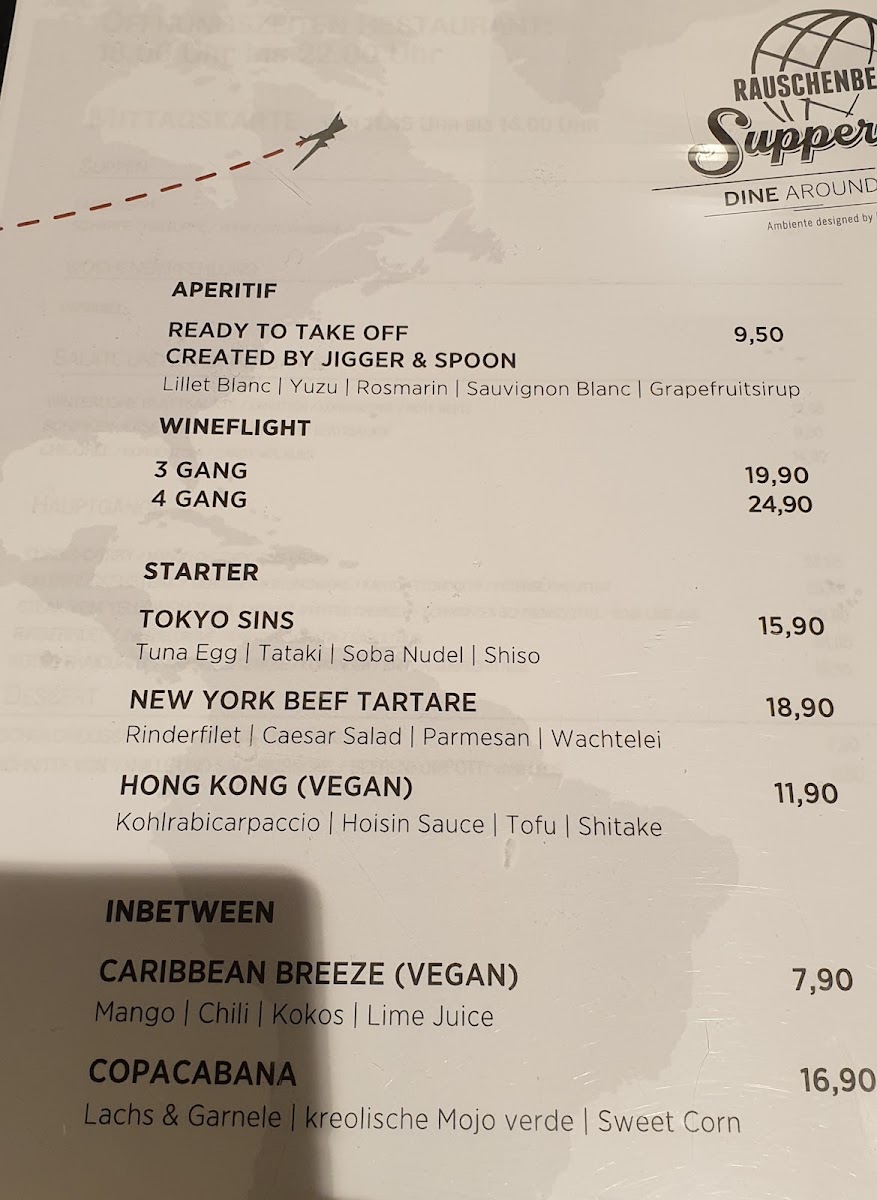 RAUSCHENBE
Supper
DINE AROUND
Ambiente designed by
APERITIF
READY TO TAKE OFF 9,50
CREATED BY JIGGER & SPOON
Lillet Blanc | Yuzu | Rosmarin | Sauvignon Blanc | Grapefruitsirup
WINEFLIGHT
3 GANG 19,90
4 GANG 24,90
STARTER
TOKYO SINS 15,90
Tuna Egg | Tataki | Soba Nudel | Shiso
NEW YORK BEEF TARTARE 18,90
Rinderfilet | Caesar Salad | Parmesan | Wachtelei
HONG KONG (VEGAN) 11,90
Kohlrabicarpaccio | Hoisin Sauce | Tofu | Shitake
INBETWEEN
CARIBBEAN BREEZE (VEGAN) 7,90
Mango | Chili | Kokos | Lime Juice
COPACABANA 16,90
Lachs & Garnele | kreolische Mojo verde | Sweet Corn